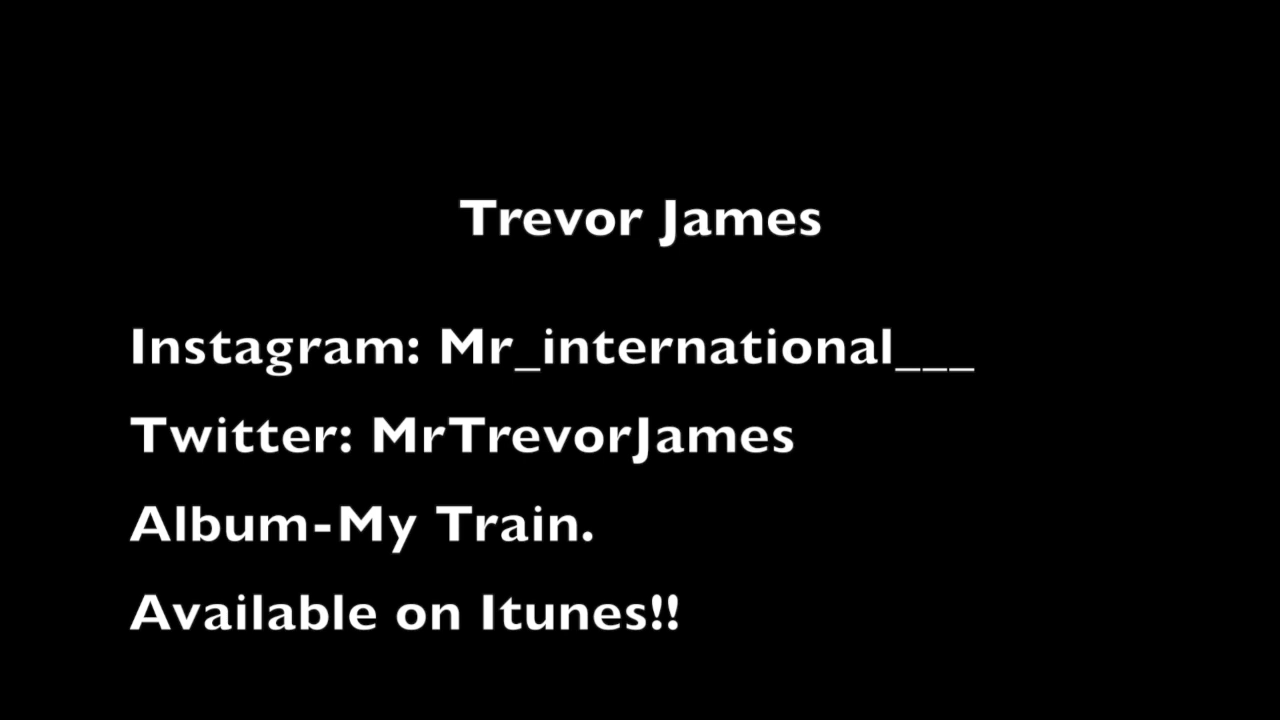 Trevor James
Instagram: Mr_international___
Twitter: MrTrevorJames
Album-My Train.
Available on Itunes!!